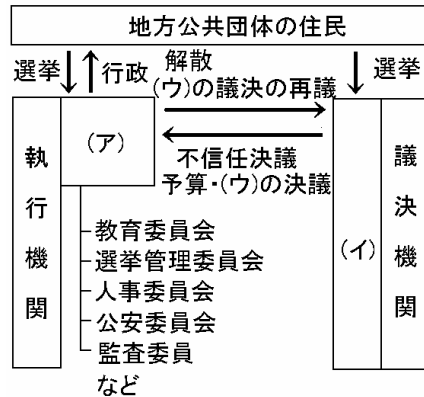 地方公共団体の住民
選挙
行政
解散
(ウ)の議決の再議
選挙
執行機関
(ア)
不信任決議
予算・(ウ)の決議
(イ)
議決機関
教育委員会
選挙管理委員会
人事委員会
公安委員会
監査委員
など